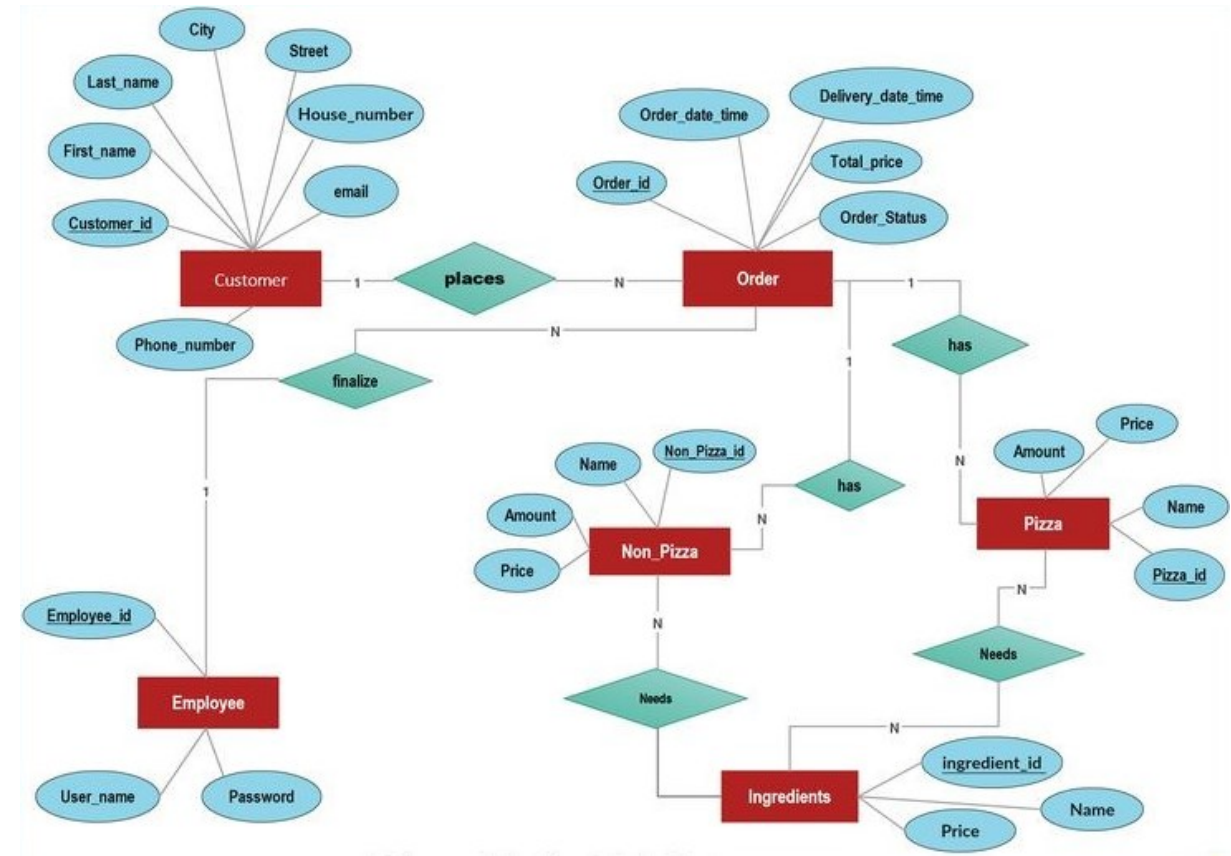 City
Street
Last_name
House_number
First_name
email
Customer_id
Customer
Phone_number
1
places
N
Order_date_time
Delivery_date_time
Order_id
Total_price
Order_Status
Order
N
finalize
1
1
has
N
1
has
N
Amount
Price
Name
Pizza_id
Pizza
Name
Non_Pizza_id
Amount
Price
Non_Pizza
N
Needs
N
Needs
N
Employee_id
Employee
User_name
Password
Ingredients
ingredient_id
Name
Price